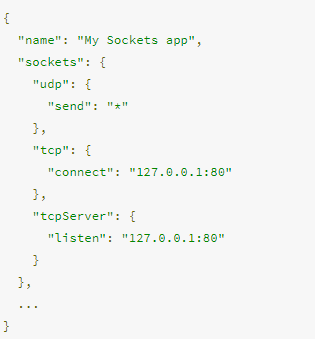 {
  "name": "My Sockets app",
  "sockets": {
    "udp": {
      "send": "*"
    },
    "tcp": {
      "connect": "127.0.0.1:80"
    },
    "tcpServer": {
      "listen": "127.0.0.1:80"
    }
  },
  ...
}